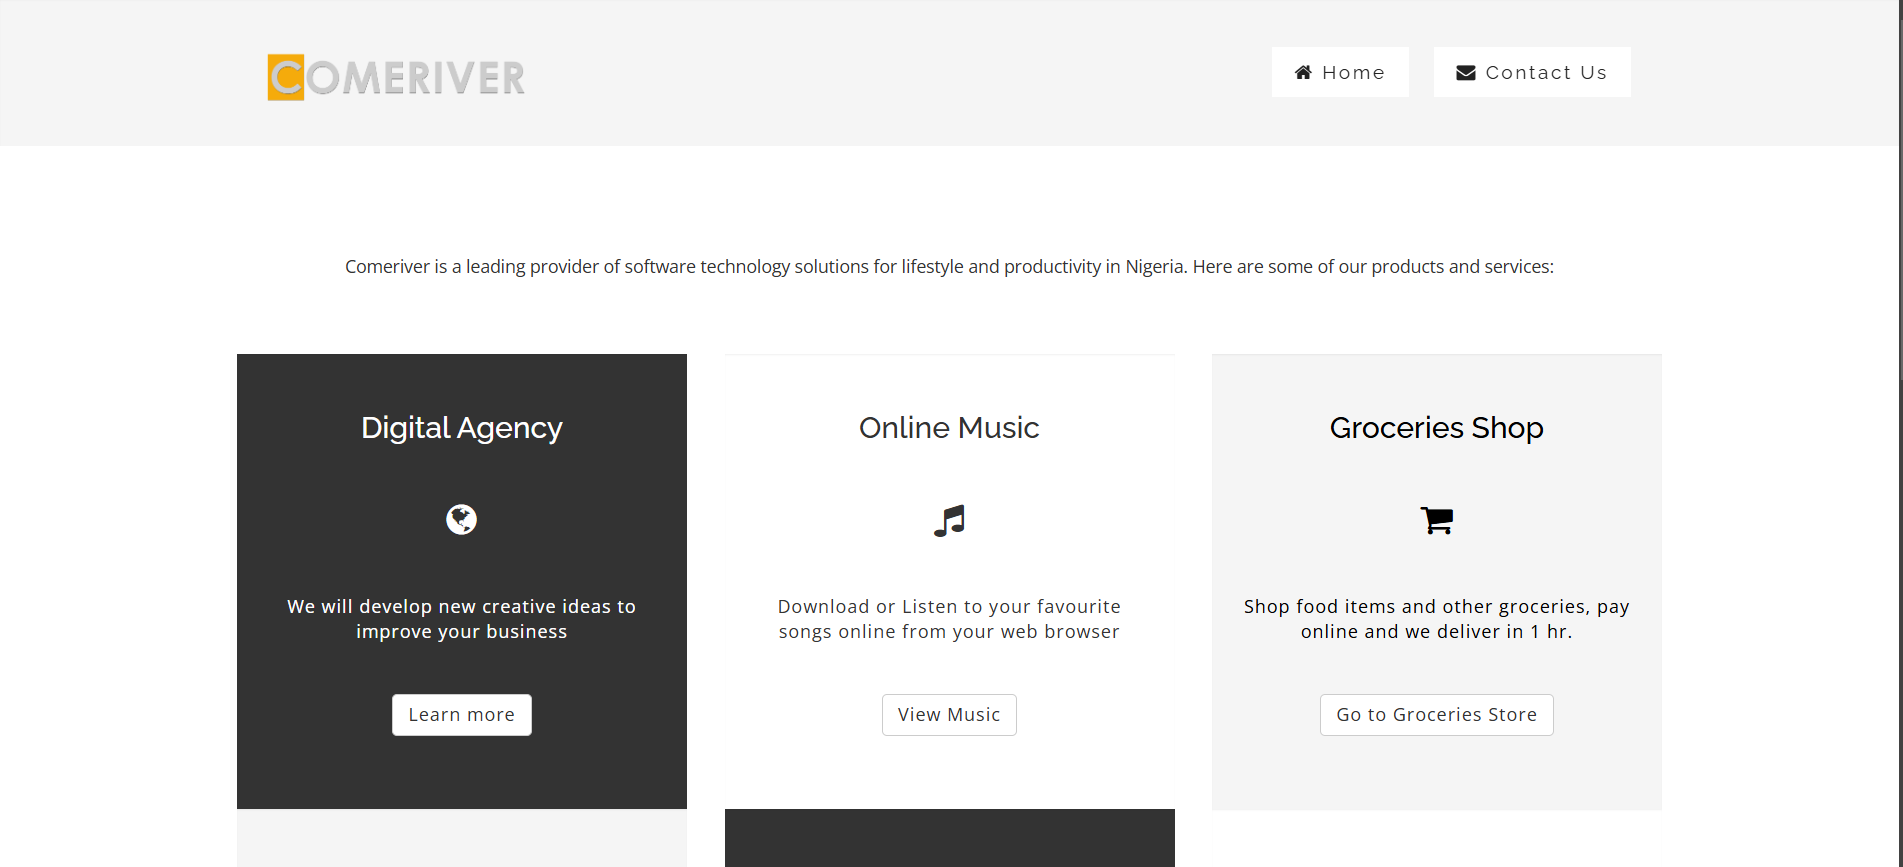 COMERIVER
Home
Contact Us
Comeriver is a leading provider of software technology solutions for lifestyle and productivity in Nigeria. Here are some of our products and services:
Digital Agency
We will develop new creative ideas to
improve your business
Learn more
Online Music
Download or Listen to your favourite
songs online from your web browser
View Music
Groceries Shop
Shop food items and other groceries, pay
online and we deliver in 1 hr.
Go to Groceries Store